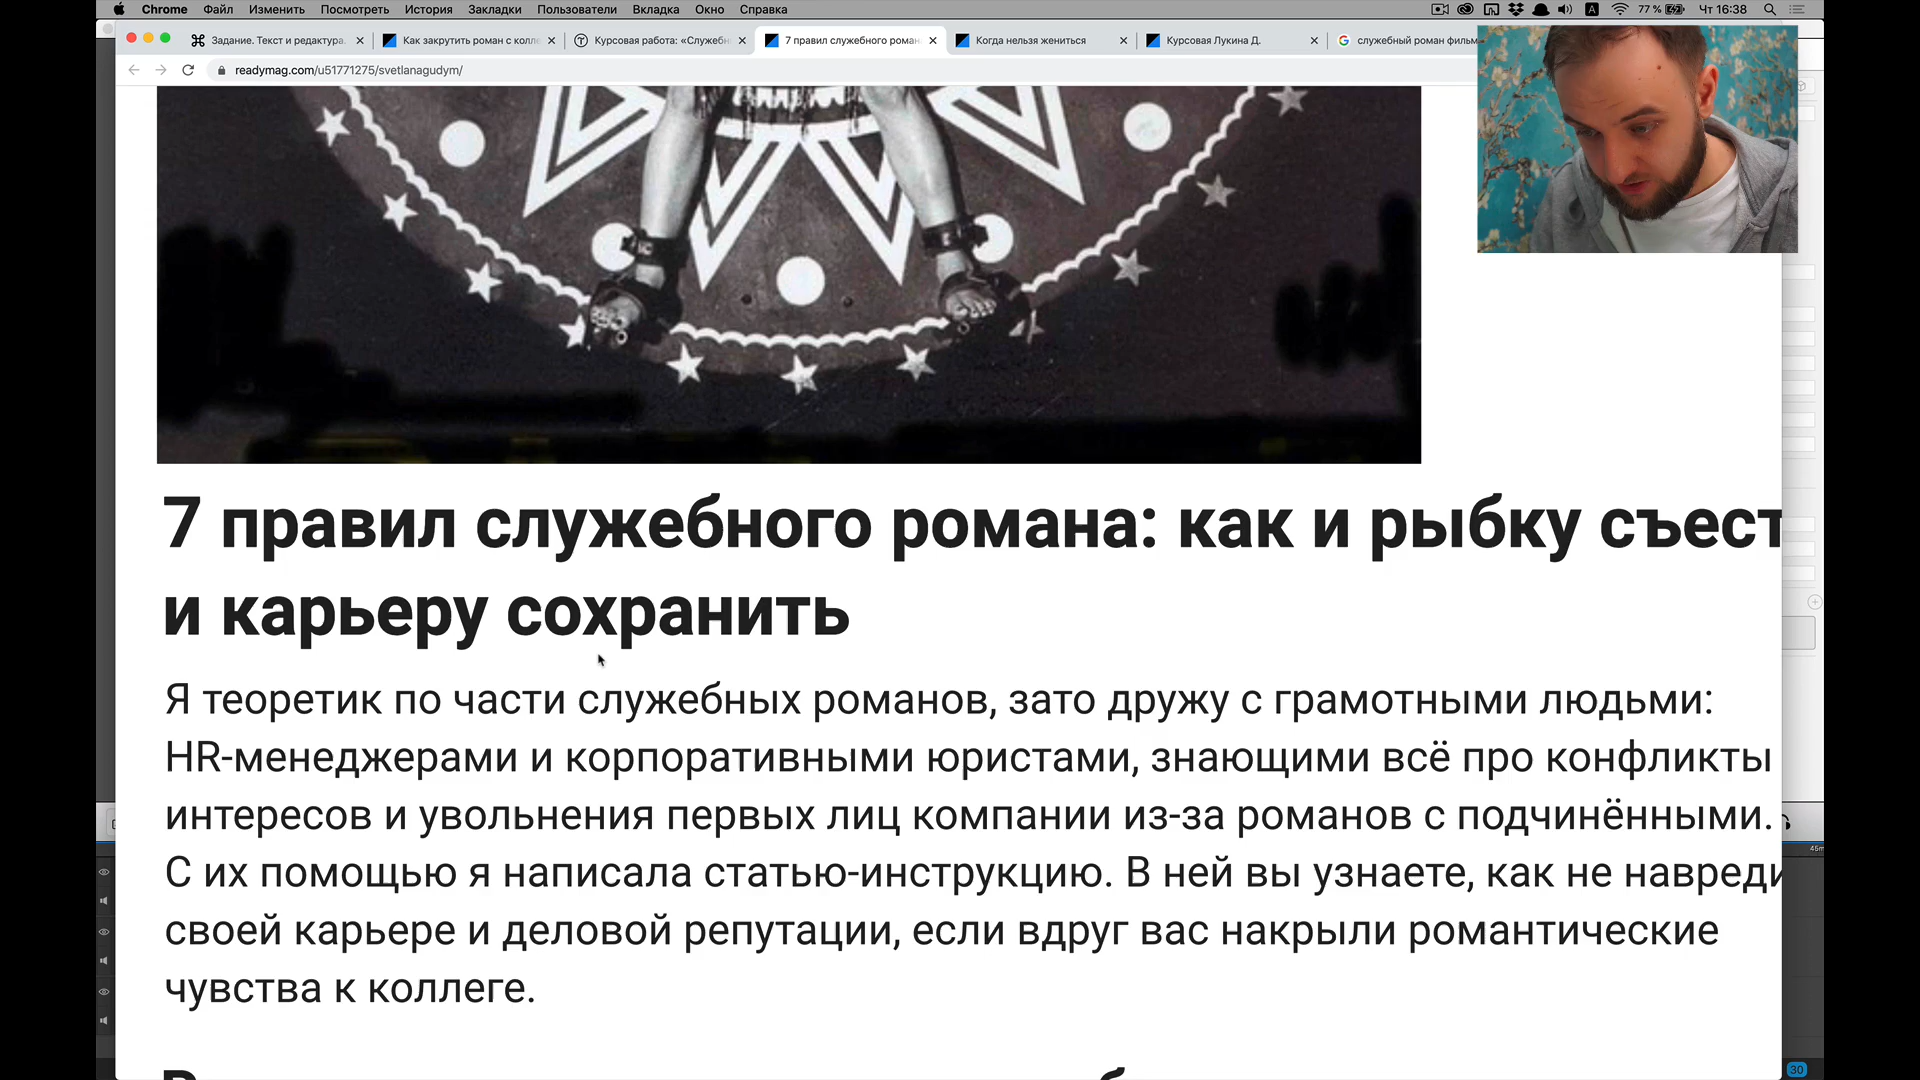 Chrome Файл Изменить Посмотреть История Закладки Пользователи Вкладка Окно Справка 77 % Чт 16:38
Задание. Текст и редактура. Как закрутить роман с колле Курсовая работа: «Служебн 7 правил служебного роман Когда нельзя жениться Курсовая Лукина Д. служебный роман фильм
readymag.com/u51771275/svetlanagudym/
7 правил служебного романа: как и рыбку съест
и карьеру сохранить
Я теоретик по части служебных романов, зато дружу с грамотными людьми:
HR-менеджерами и корпоративными юристами, знающими всё про конфликты
интересов и увольнения первых лиц компании из-за романов с подчинёнными.
С их помощью я написала статью-инструкцию. В ней вы узнаете, как не навреди
своей карьере и деловой репутации, если вдруг вас накрыли романтические
чувства к коллеге.
30